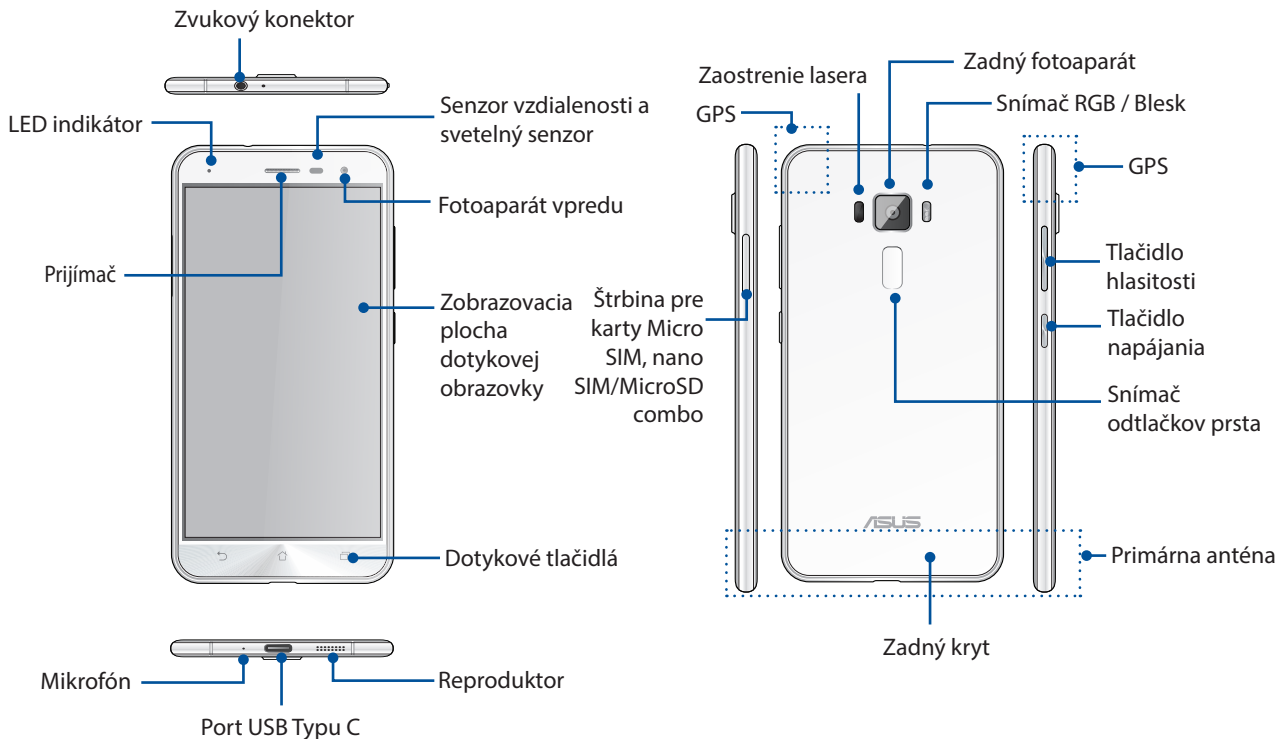 Zvukový konektor
LED indikátor
Senzor vzdialenosti a
svetelný senzor
Fotoaparát vpredu
Prijímač
Zobrazovacia
plocha
dotykovej
obrazovky
Dotykové tlačidlá
Mikrofón
Reproduktor
Port USB Typu C
Zadný fotoaparát
Zaostrenie lasera
Snímač RGB / Blesk
GPS
GPS
Tlačidlo
hlasitosti
Štrbina pre
karty Micro
SIM, nano
SIM/MicroSD
combo
Tlačidlo
napájania
Snímač
odtlačkov prsta
ASUS
Primárna anténa
Zadný kryt